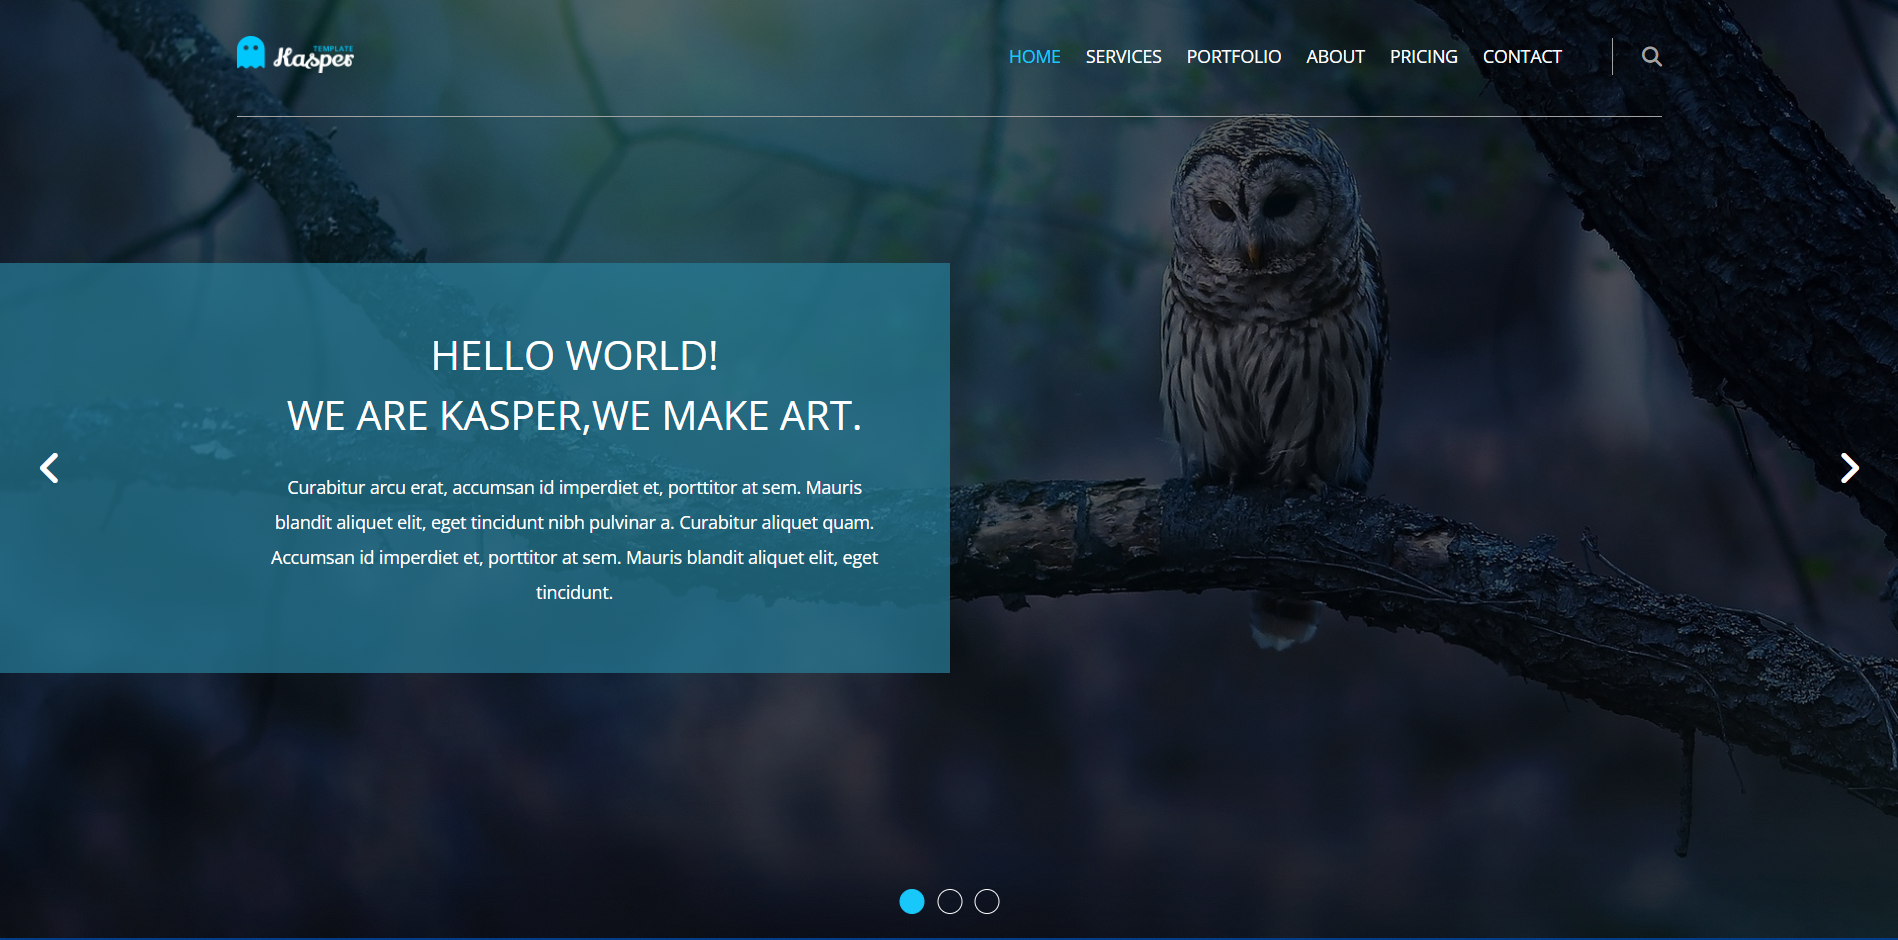 TEMPLATE
Kasper
HOME SERVICES PORTFOLIO ABOUT PRICING CONTACT
HELLO WORLD!
WE ARE KASPER,WE MAKE ART.
Curabitur arcu erat, accumsan id imperdiet et, porttitor at sem. Mauris
blandit aliquet elit, eget tincidunt nibh pulvinar a. Curabitur aliquet quam.
Accumsan id imperdiet et, porttitor at sem. Mauris blandit aliquet elit, eget
tincidunt.